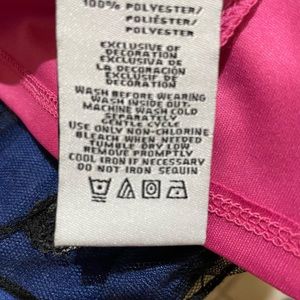 100% POLYESTER/
POLIÉSTER/
POLYESTER
EXCLUSIVE OF
DECORATION
EXCLUSIVA DE
LA DECORACIÓN
EXCLUSIF DE
DECORATION
WASH BEFORE WEARING
WASH INSIDE OUT-
MACHINE WASH COLD
SEPARATELY
GENTLE CYCLE
USE ONLY NON-CHLORINE
BLEACH WHEN NEEDED
TUMBLE DRY LOW
REMOVE PROMPTLY
COOL IRON IF NECESSARY
DO NOT IRON SEQUIN